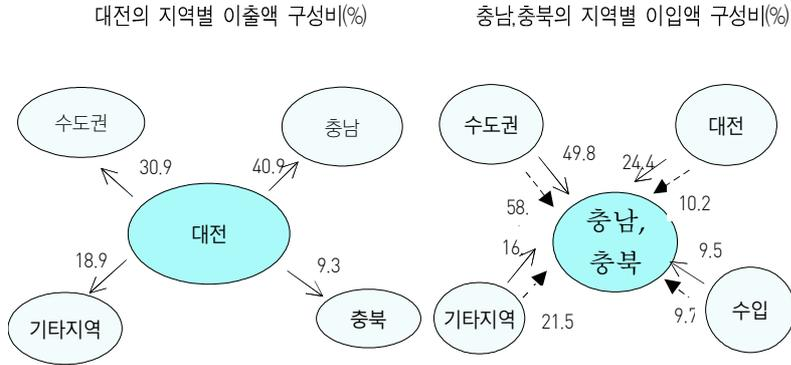 대전의 지역별 이출액 구성비(%)
충남,충북의 지역별 이입액 구성비(%)
수도권
충남
30.9
40.9
대전
18.9
9.3
기타지역
충북
수도권
대전
49.8
24.4
58.
10.2
충남,
충북
16.
9.5
기타지역
21.5
9.7
수입